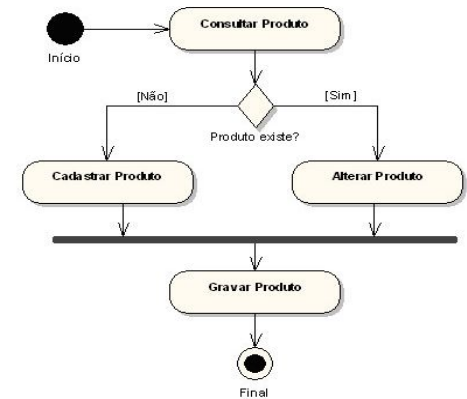 Consultar Produto
Início
[Não]
[Sim]
Produto existe?
Cadastrar Produto
Alterar Produto
Gravar Produto
Final